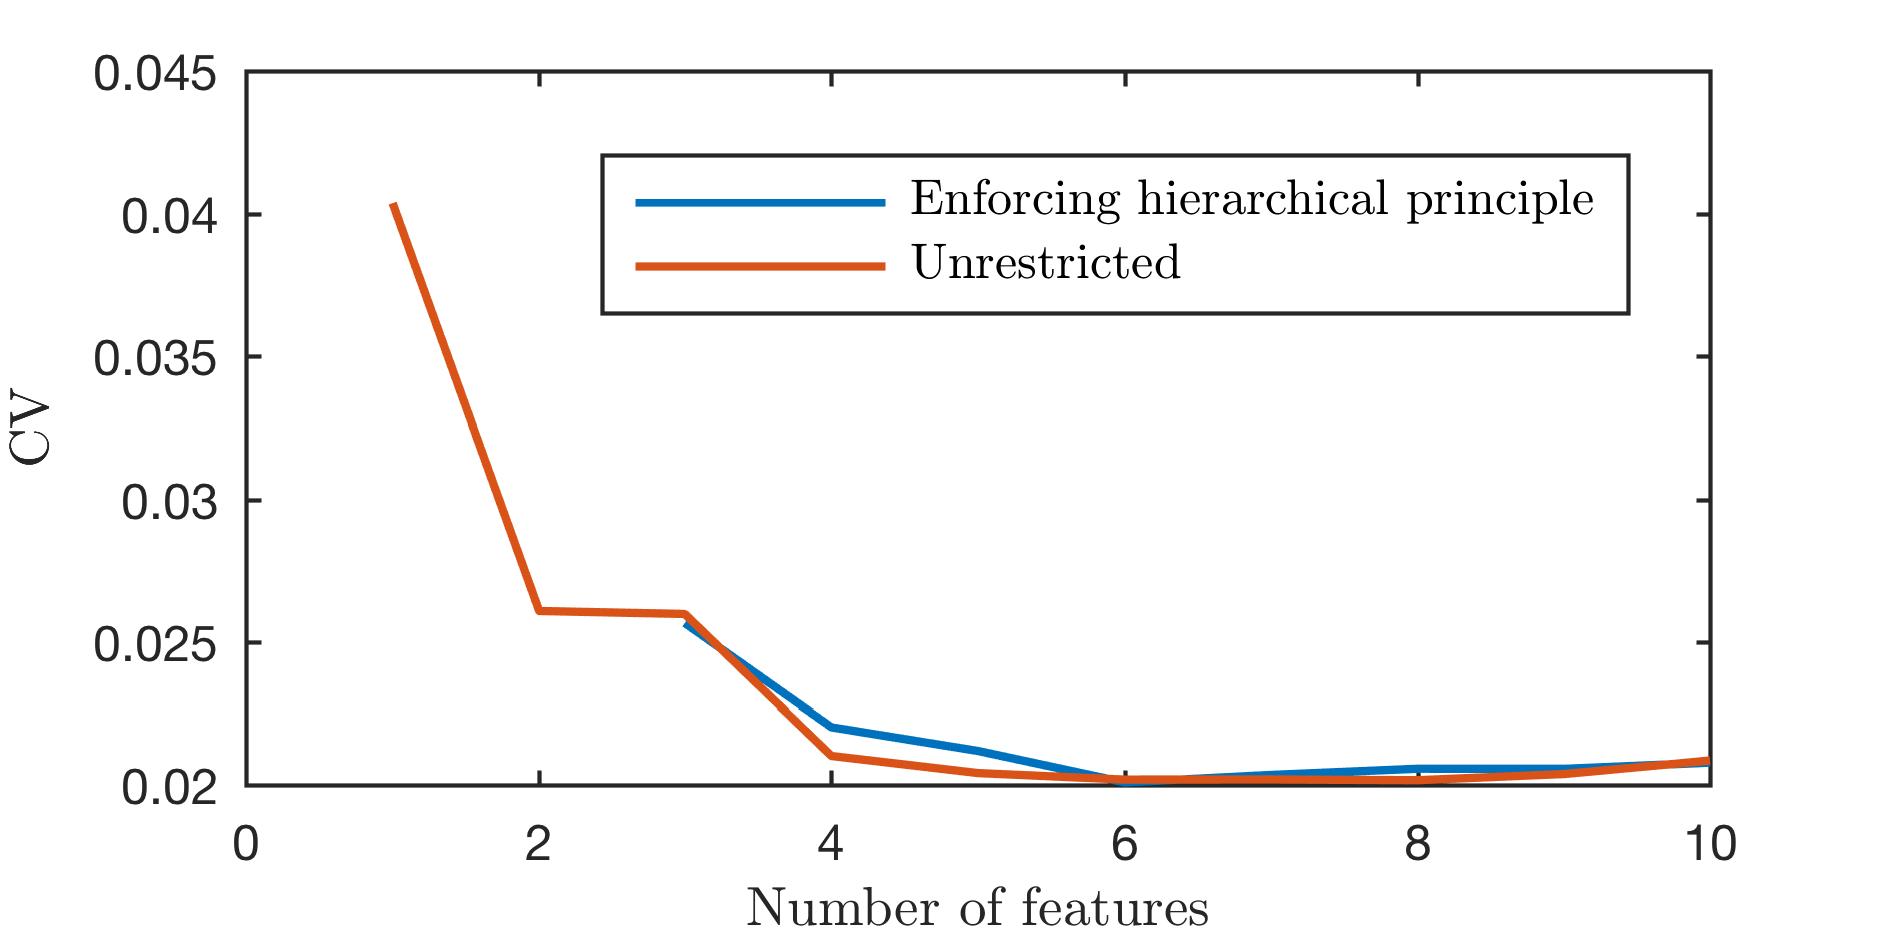 0.045
0.04
0.035
0.03
0.025
0.02
CV
Enforcing hierarchical principle
Unrestricted
0 2 4 6 8 10
Number of features